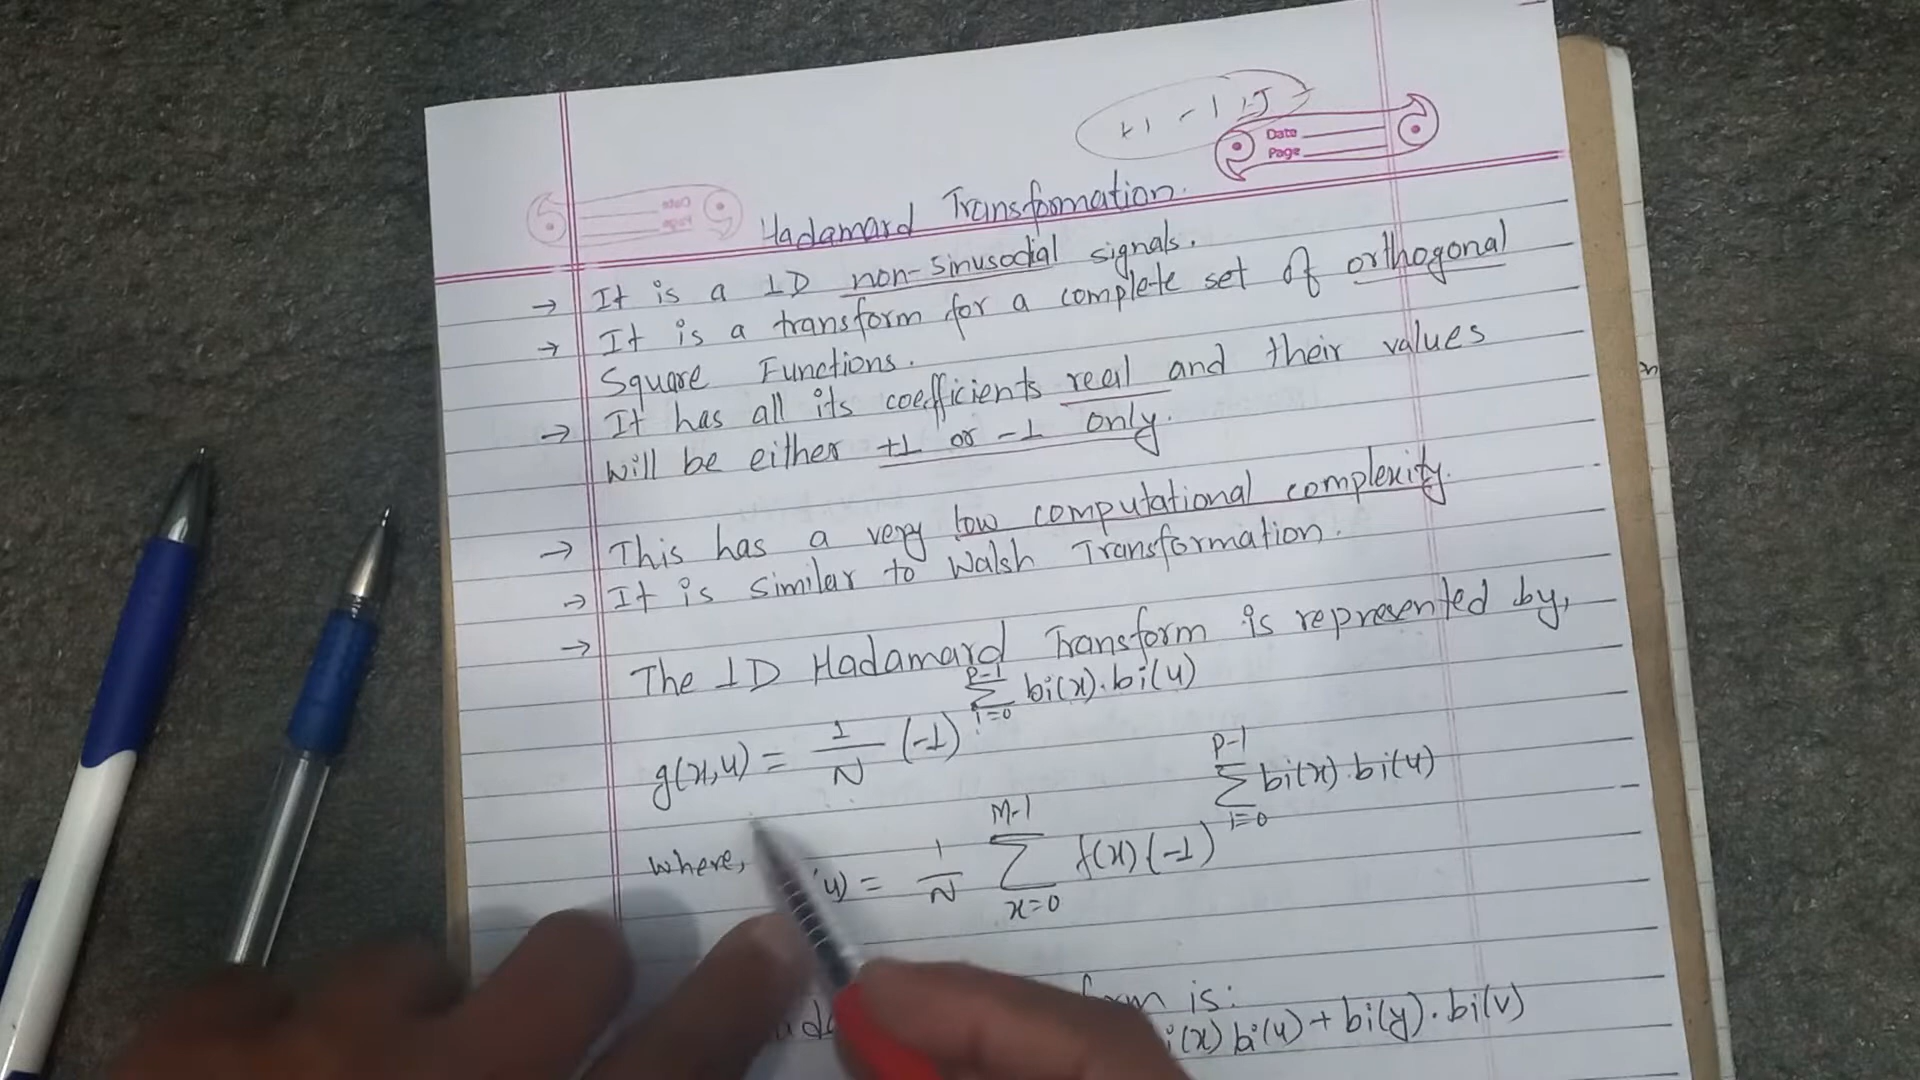 +1 -1
Date
Page
Hadamard Transformation.
→ It is a 1D non-sinusodial signals.
→ It is a transform for a complete set of orthogonal
Square Functions.
→ It has all its coefficients real and their values
will be either +1 or -1 only.
→ This has a very low computational complexity.
→ It is similar to Walsh Transformation.
→ The 1D Hadamard Transform is represented by,
g(x,u) = 1/N (-1)^ P-1 Σ i=0 bi(x).bi(u)
where, (u) = 1/N M-1 Σ x=0 f(x)(-1)^ P-1 Σ i=0 bi(x).bi(u)
is:
i(x) bi(u) + bi(y).bi(v)